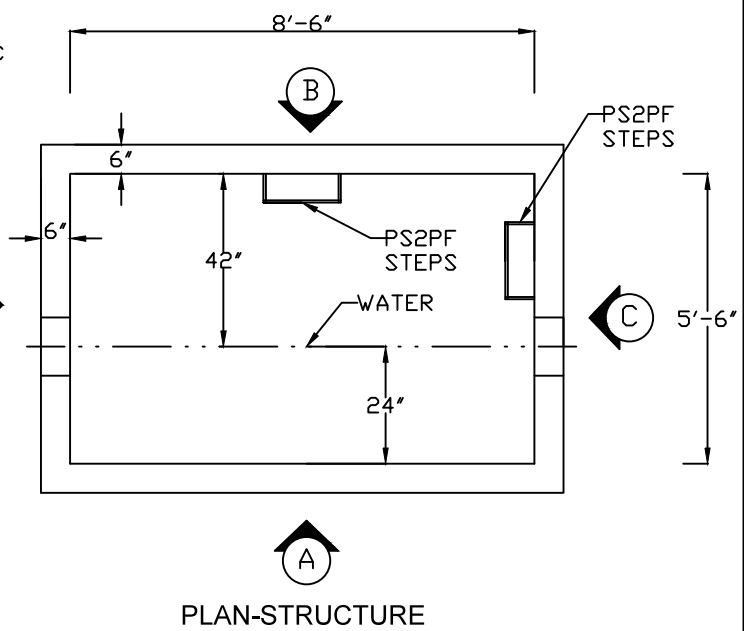 8'-6"
C
B
PS2PF
STEPS
6"
6"
42"
PS2PF
STEPS
WATER
C
5'-6"
24"
A
PLAN-STRUCTURE